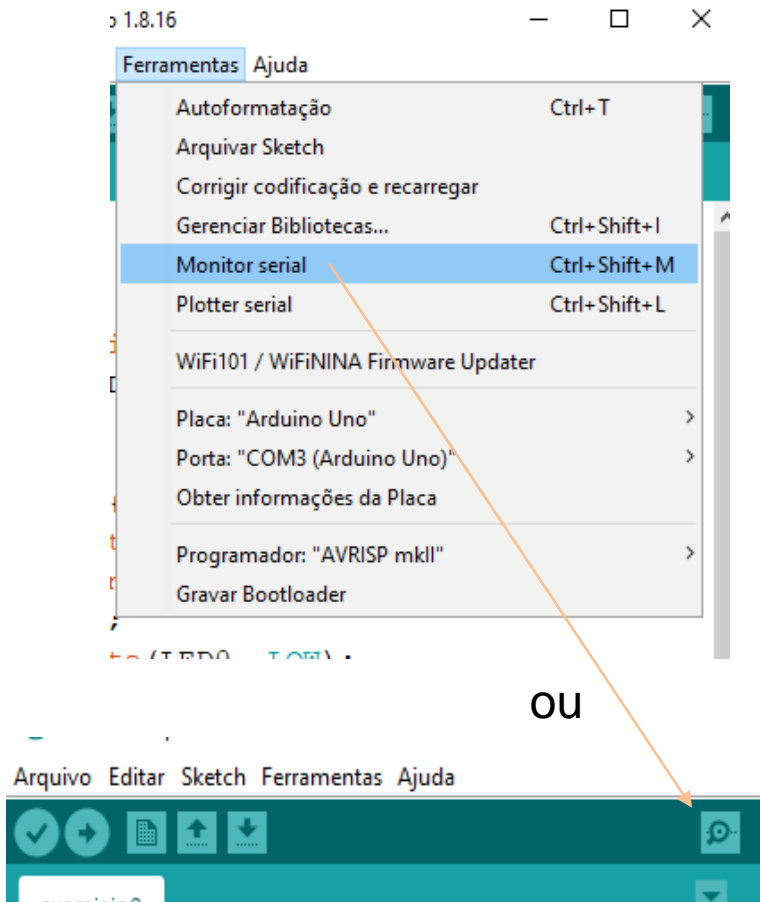 1.8.16
Ferramentas Ajuda
Autoformatação Ctrl+T
Arquivar Sketch
Corrigir codificação e recarregar
Gerenciar Bibliotecas... Ctrl+Shift+I
Monitor serial Ctrl+Shift+M
Plotter serial Ctrl+Shift+L
WiFi101 / WiFiNINA Firmware Updater
Placa: "Arduino Uno"
Porta: "COM3 (Arduino Uno)"
Obter informações da Placa
Programador: "AVRISP mkII"
Gravar Bootloader
ou
Arquivo Editar Sketch Ferramentas Ajuda